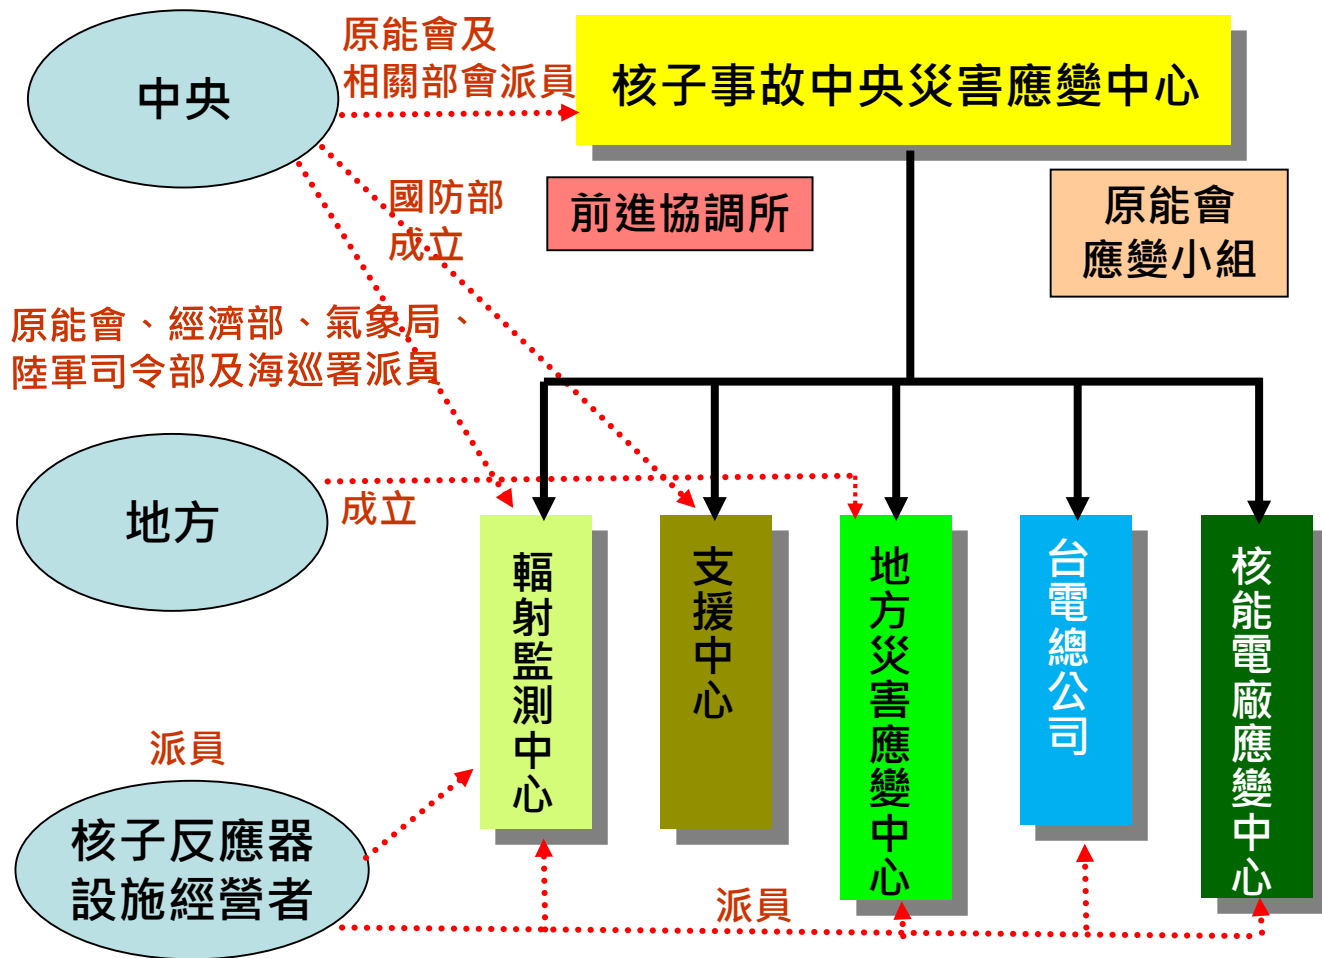 中央
原能會及
相關部會派員
核子事故中央災害應變中心
國防部
成立
前進協調所
原能會
應變小組
原能會、經濟部、氣象局、
陸軍司令部及海巡署派員
地方
成立
輻射監測中心
支援中心
地方災害應變中心
台電總公司
核能電廠應變中心
派員
核子反應器
設施經營者
派員